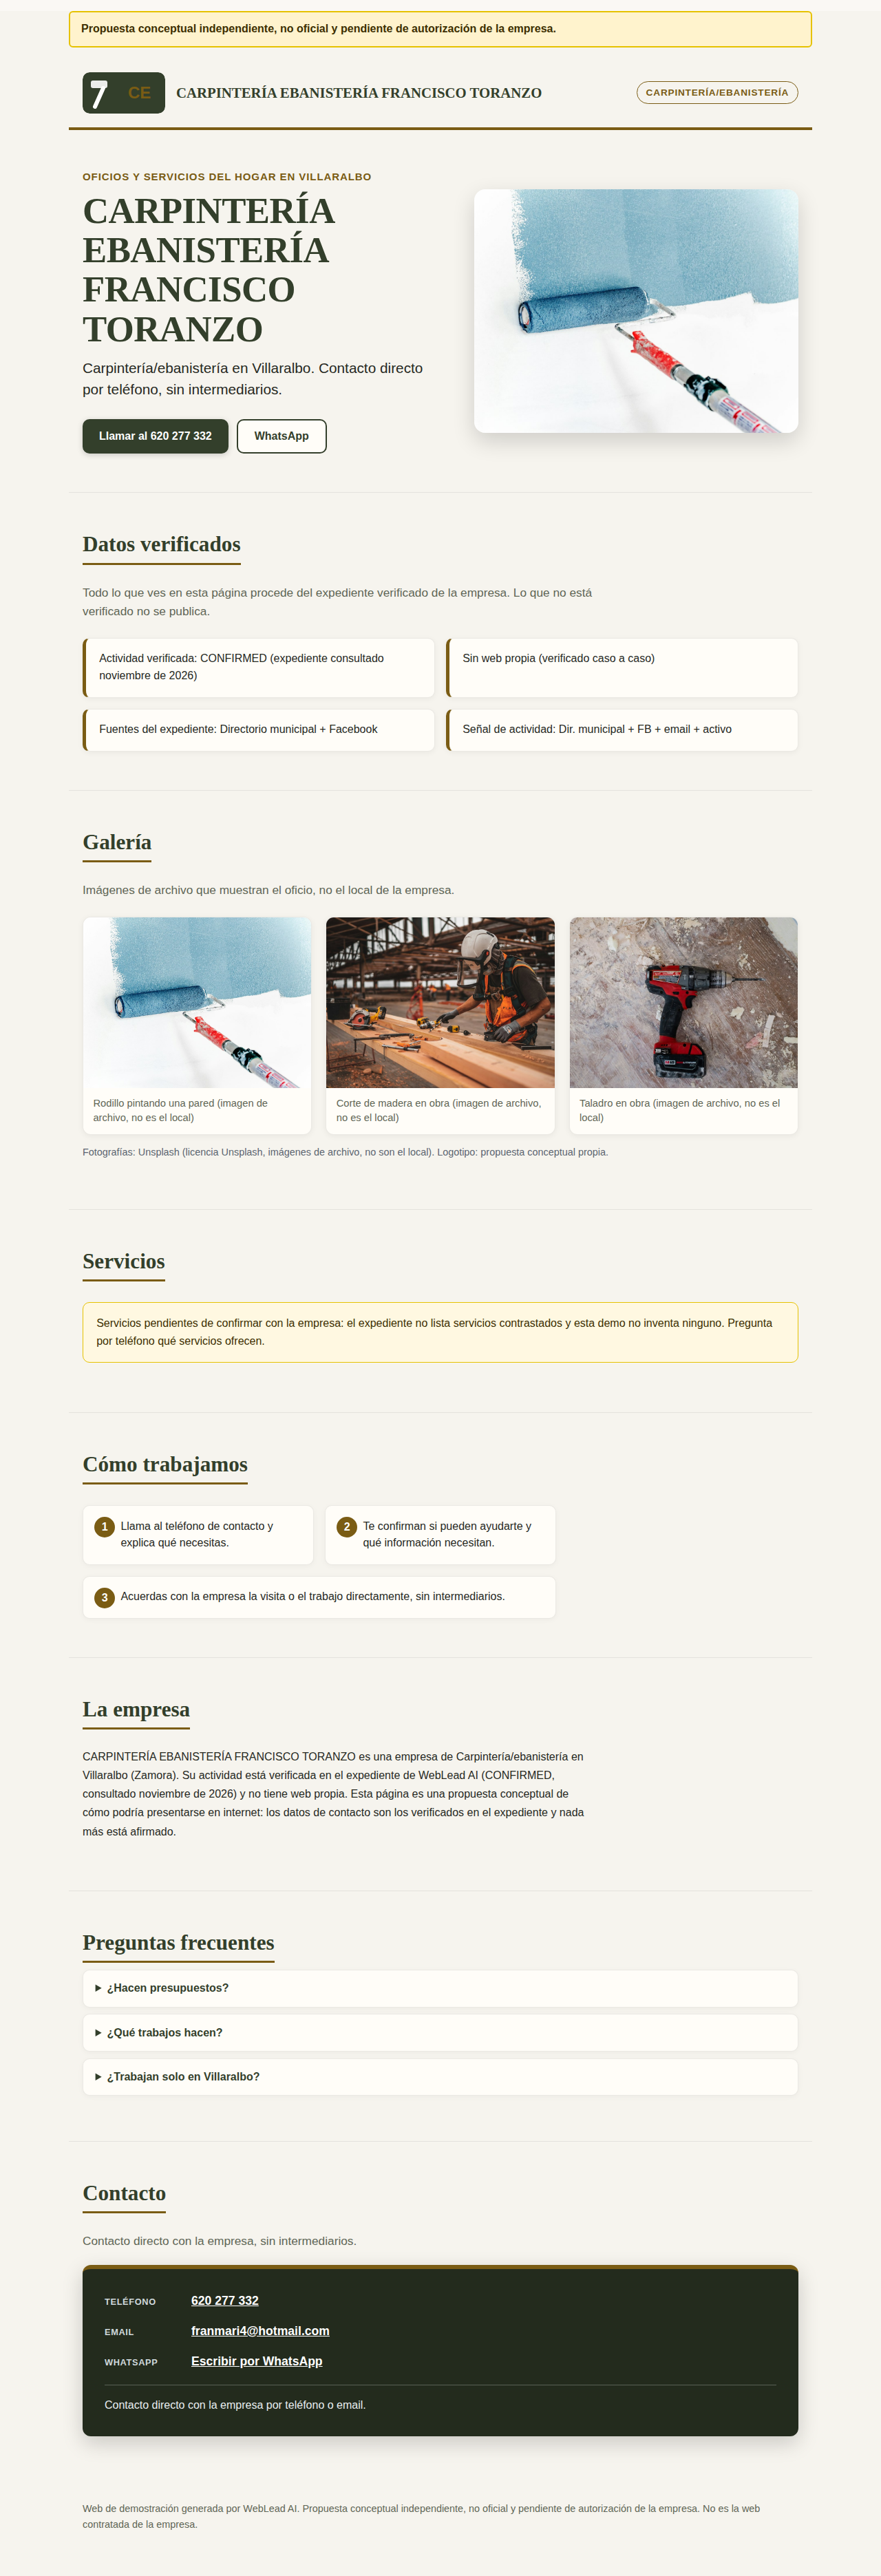 Propuesta conceptual independiente, no oficial y pendiente de autorización de la empresa.
7 CE
CARPINTERÍA EBANISTERÍA FRANCISCO TORANZO
CARPINTERÍA/EBANISTERÍA
OFICIOS Y SERVICIOS DEL HOGAR EN VILLARALBO
CARPINTERÍA
EBANISTERÍA
FRANCISCO
TORANZO
Carpintería/ebanistería en Villaralbo. Contacto directo
por teléfono, sin intermediarios.
Llamar al 620 277 332
WhatsApp
Datos verificados
Todo lo que ves en esta página procede del expediente verificado de la empresa. Lo que no está
verificado no se publica.
Actividad verificada: CONFIRMED (expediente consultado
noviembre de 2026)
Sin web propia (verificado caso a caso)
Fuentes del expediente: Directorio municipal + Facebook
Señal de actividad: Dir. municipal + FB + email + activo
Galería
Imágenes de archivo que muestran el oficio, no el local de la empresa.
Rodillo pintando una pared (imagen de
archivo, no es el local)
Corte de madera en obra (imagen de archivo,
no es el local)
Taladro en obra (imagen de archivo, no es el
local)
Fotografías: Unsplash (licencia Unsplash, imágenes de archivo, no son el local). Logotipo: propuesta conceptual propia.
Servicios
Servicios pendientes de confirmar con la empresa: el expediente no lista servicios contrastados y esta demo no inventa ninguno. Pregunta
por teléfono qué servicios ofrecen.
Cómo trabajamos
1 Llama al teléfono de contacto y
explica qué necesitas.
2 Te confirman si pueden ayudarte y
qué información necesitan.
3 Acuerdas con la empresa la visita o el trabajo directamente, sin intermediarios.
La empresa
CARPINTERÍA EBANISTERÍA FRANCISCO TORANZO es una empresa de Carpintería/ebanistería en
Villaralbo (Zamora). Su actividad está verificada en el expediente de WebLead AI (CONFIRMED,
consultado noviembre de 2026) y no tiene web propia. Esta página es una propuesta conceptual de
cómo podría presentarse en internet: los datos de contacto son los verificados en el expediente y nada
más está afirmado.
Preguntas frecuentes
¿Hacen presupuestos?
¿Qué trabajos hacen?
¿Trabajan solo en Villaralbo?
Contacto
Contacto directo con la empresa, sin intermediarios.
TELÉFONO 620 277 332
EMAIL franmari4@hotmail.com
WHATSAPP Escribir por WhatsApp
Contacto directo con la empresa por teléfono o email.
Web de demostración generada por WebLead AI. Propuesta conceptual independiente, no oficial y pendiente de autorización de la empresa. No es la web
contratada de la empresa.